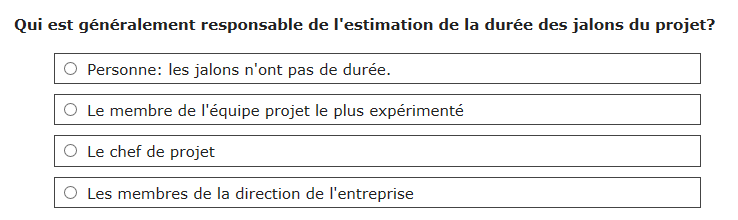 Qui est généralement responsable de l'estimation de la durée des jalons du projet?
Personne: les jalons n'ont pas de durée.
Le membre de l'équipe projet le plus expérimenté
Le chef de projet
Les membres de la direction de l'entreprise